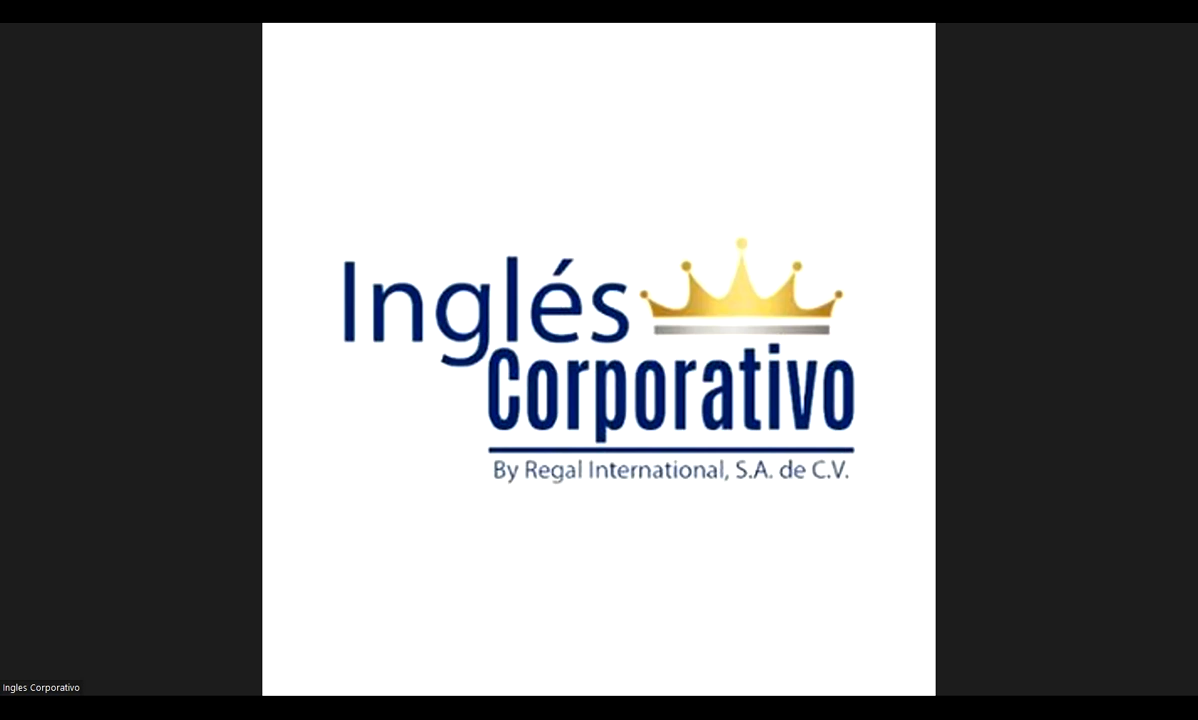 Inglés
Corporativo
By Regal International, S.A. de C.V.
Ingles Corporativo